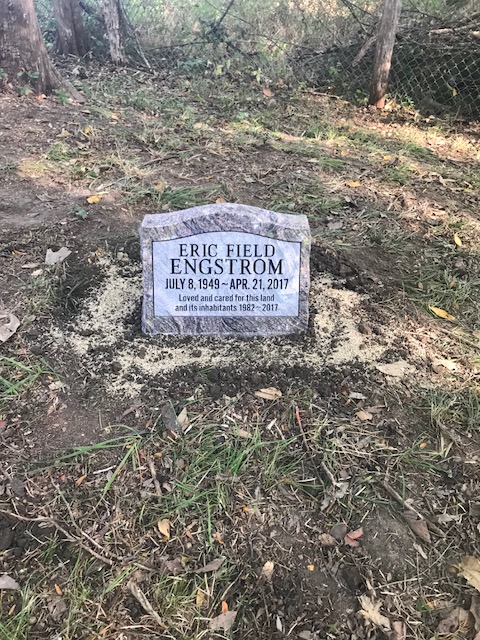 ERIC FIELD
ENGSTROM
JULY 8, 1949 ~ APR. 21, 2017
Loved and cared for this land
and its inhabitants 1982 - 2017